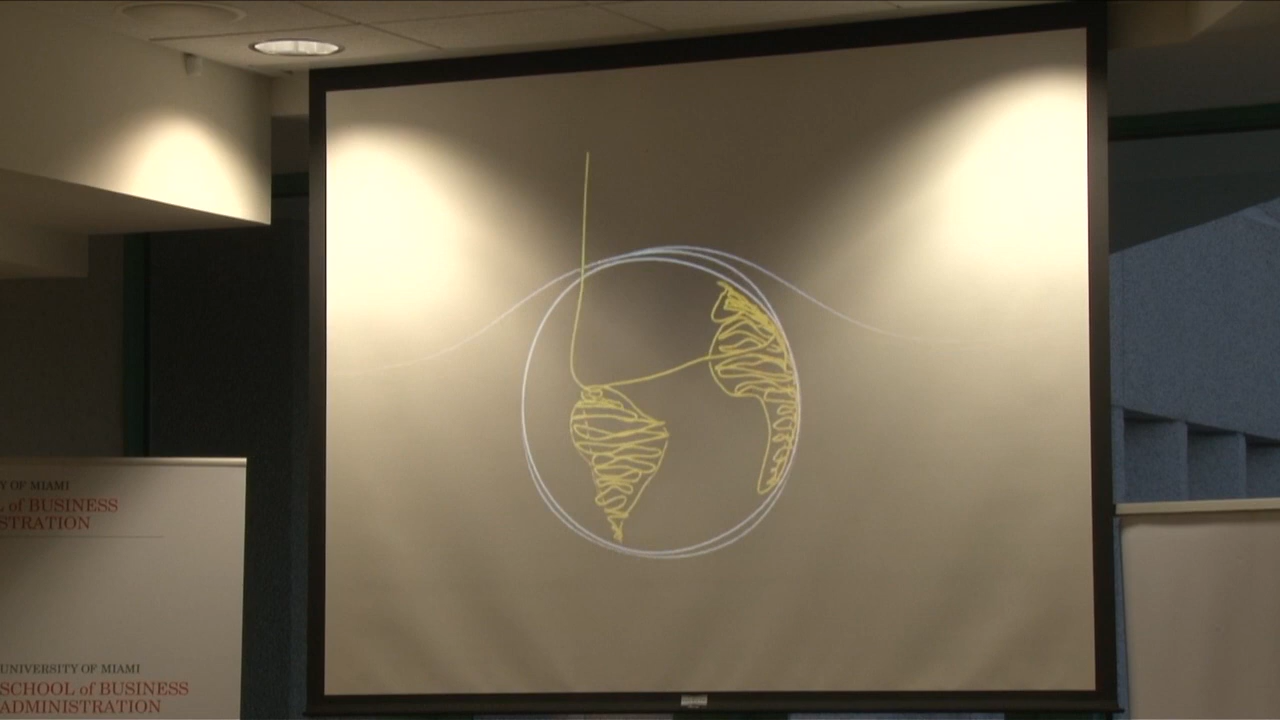 Y OF MIAMI
of BUSINESS
STRATION
UNIVERSITY OF MIAMI
SCHOOL of BUSINESS
ADMINISTRATION